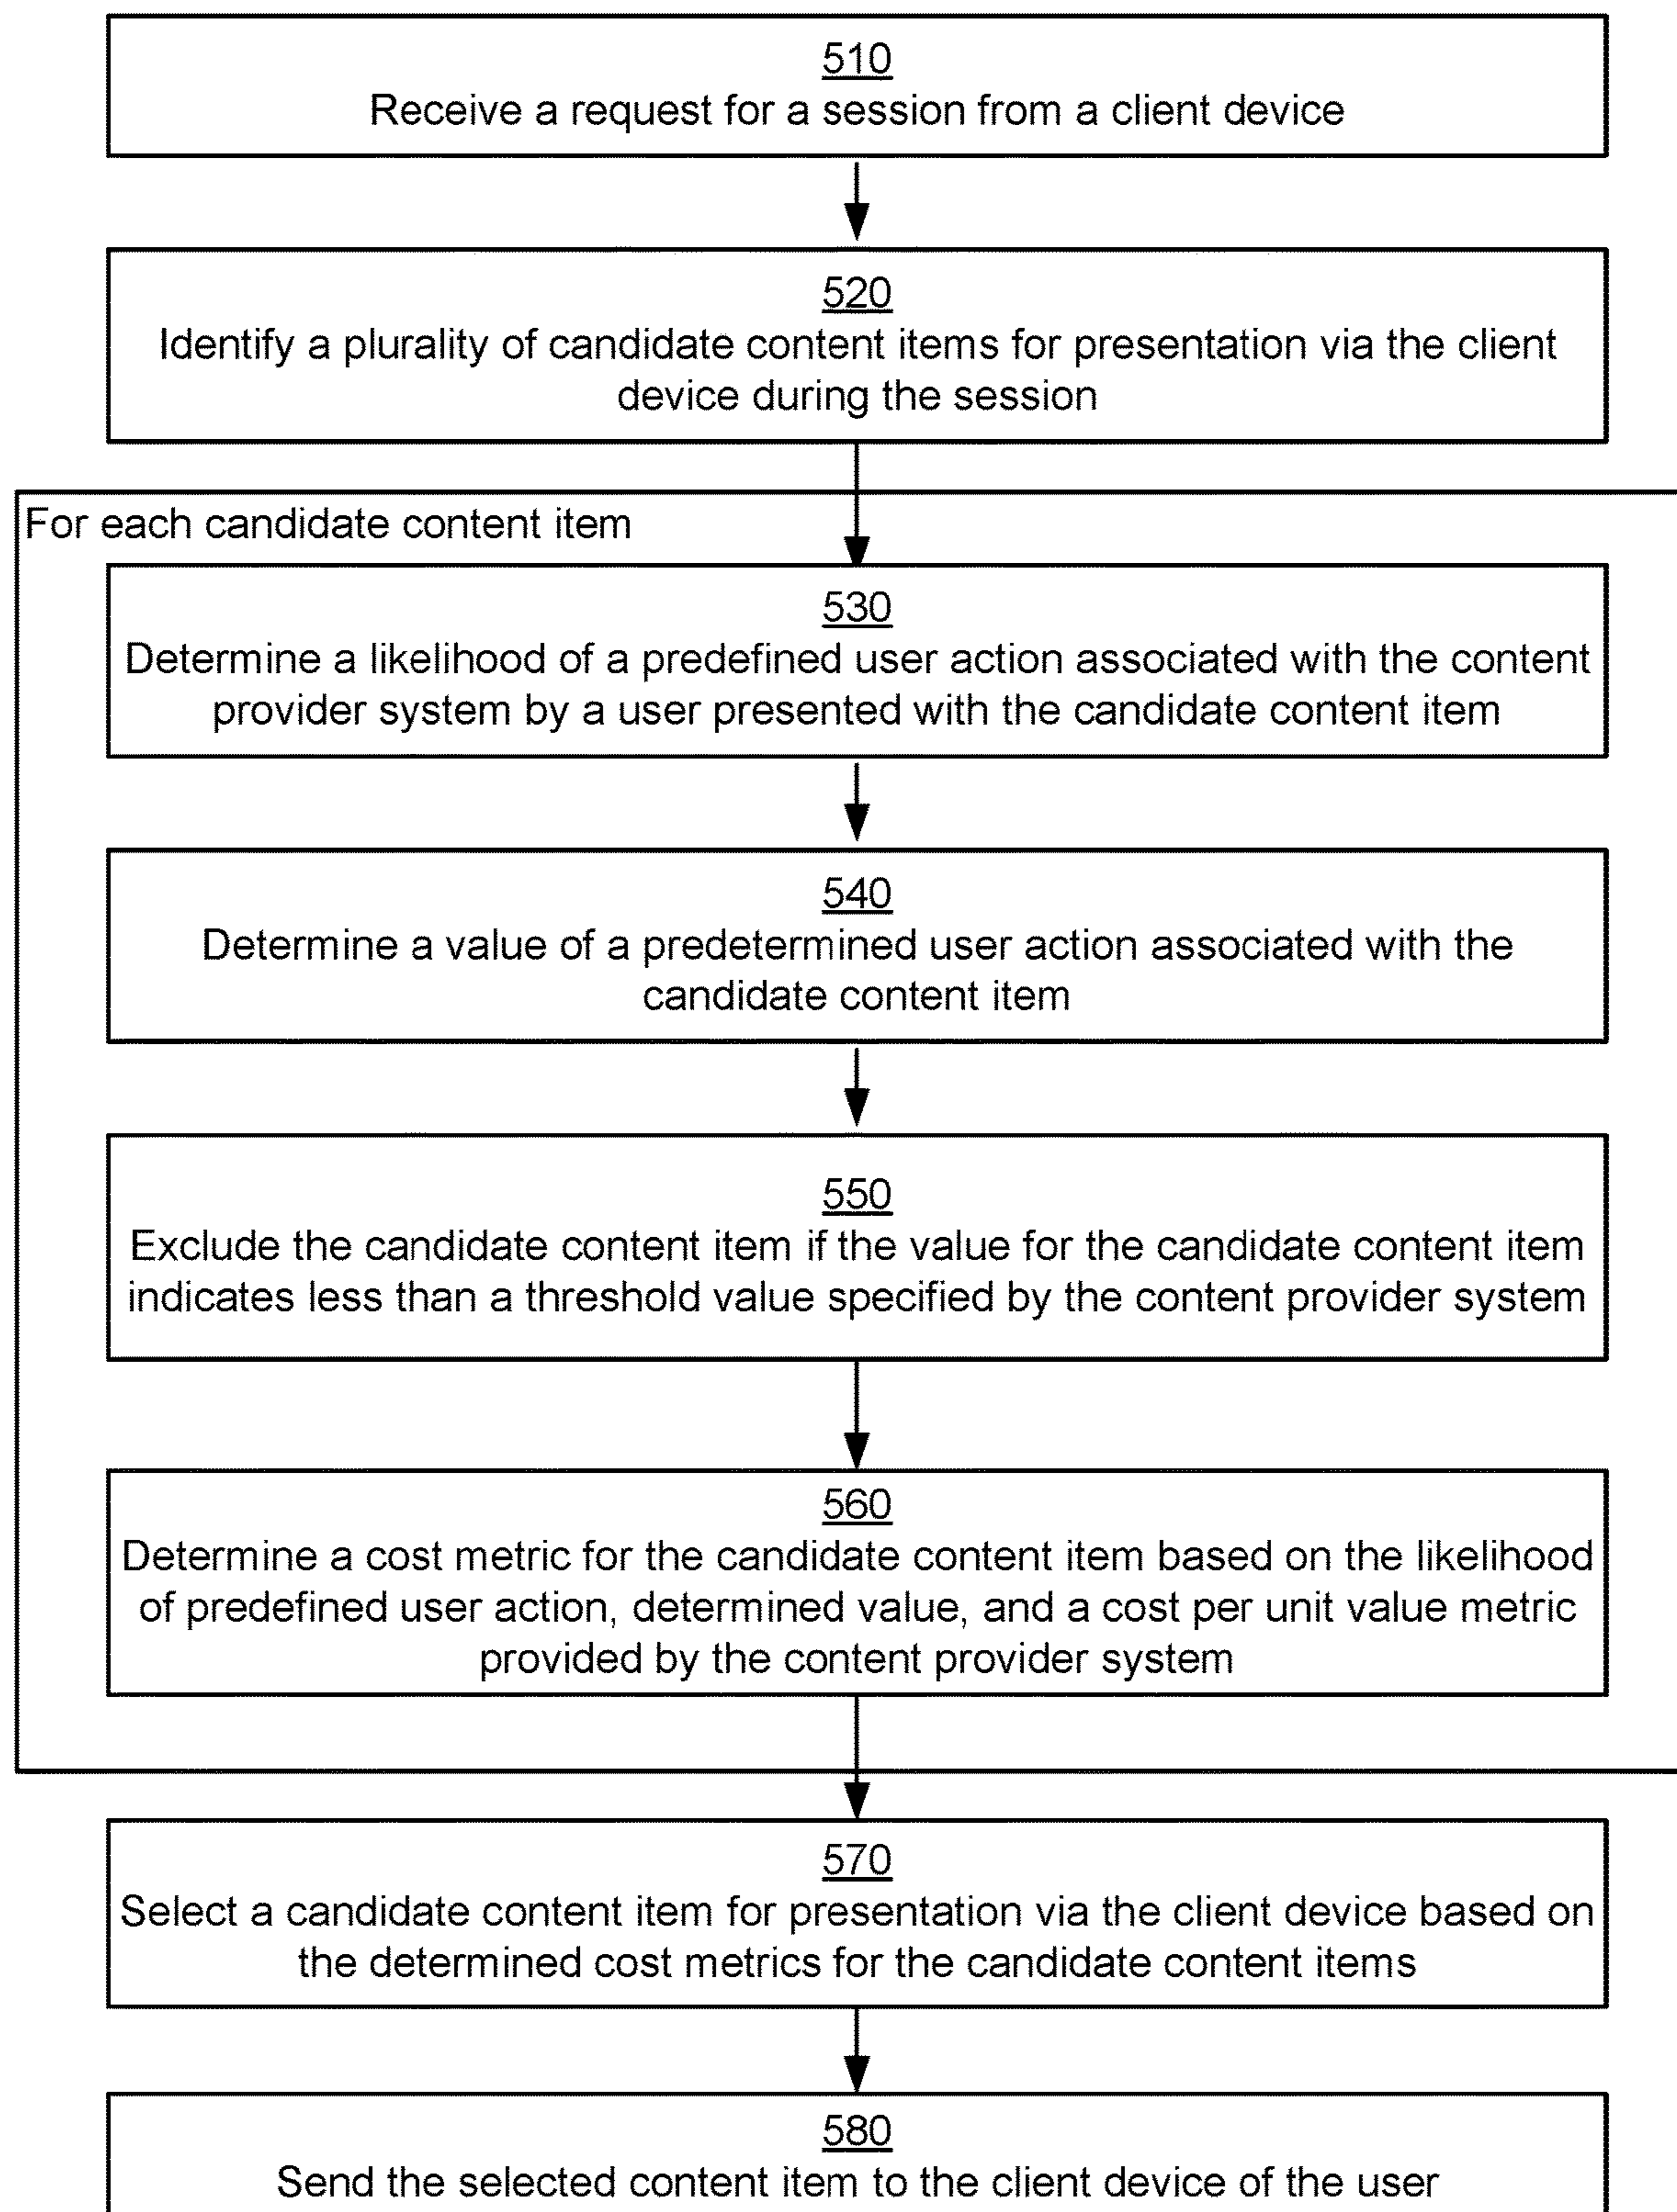 510
Receive a request for a session from a client device
520
Identify a plurality of candidate content items for presentation via the client
device during the session
For each candidate content item
530
Determine a likelihood of a predefined user action associated with the content
provider system by a user presented with the candidate content item
540
Determine a value of a predetermined user action associated with the
candidate content item
550
Exclude the candidate content item if the value for the candidate content item
indicates less than a threshold value specified by the content provider system
560
Determine a cost metric for the candidate content item based on the likelihood
of predefined user action, determined value, and a cost per unit value metric
provided by the content provider system
570
Select a candidate content item for presentation via the client device based on
the determined cost metrics for the candidate content items
580
Send the selected content item to the client device of the user